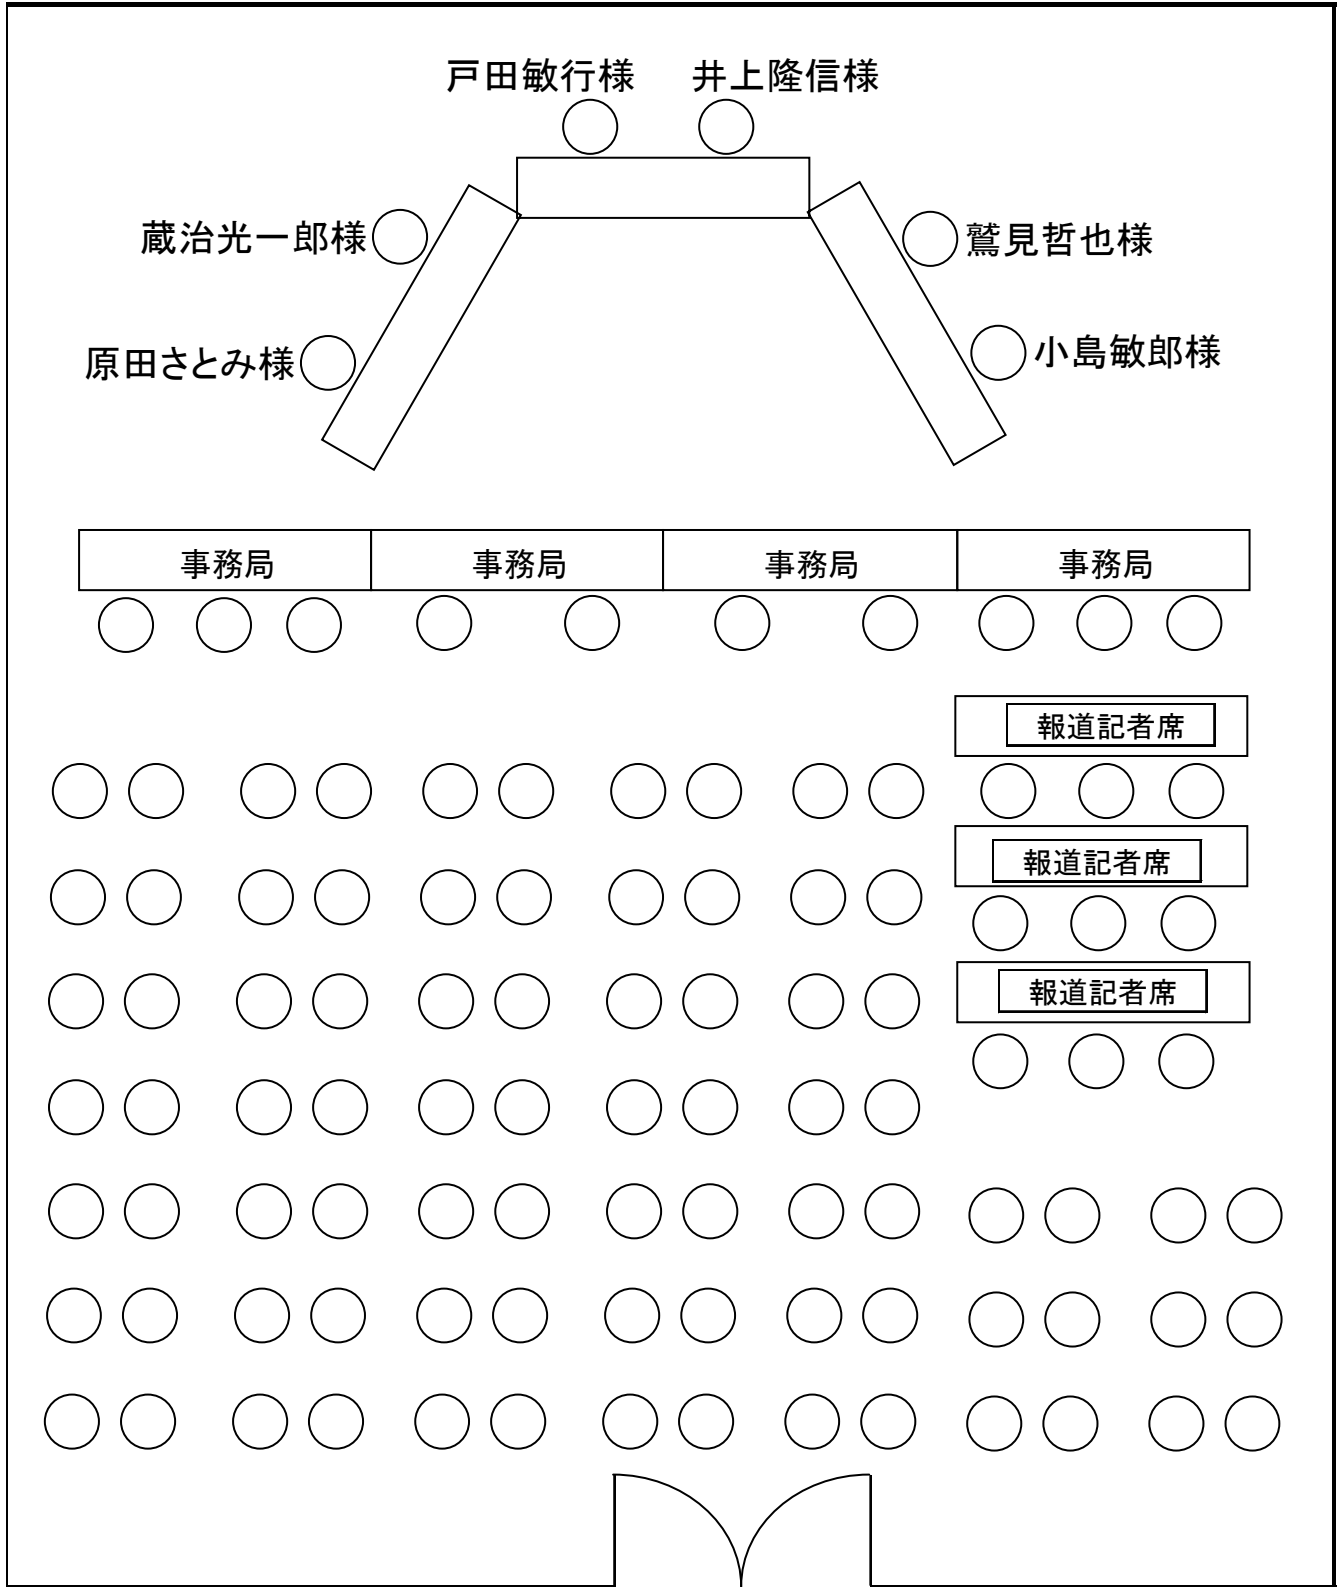 戸田敏行様 井上隆信様
蔵治光一郎様 鷲見哲也様
原田さとみ様 小島敏郎様
事務局 事務局 事務局 事務局
報道記者席
報道記者席
報道記者席